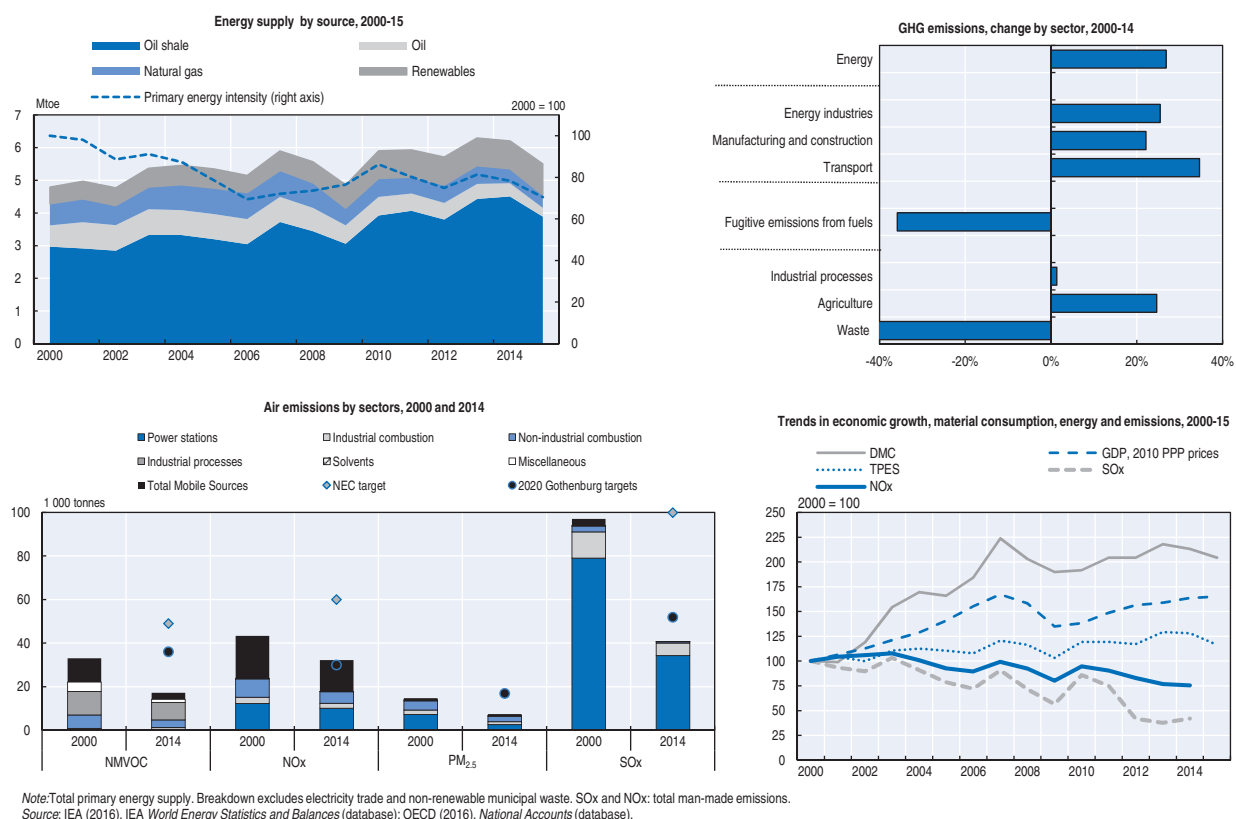 Energy supply by source, 2000-15
Oil shale
Oil
Natural gas
Renewables
Primary energy intensity (right axis)
Mtoe
2000 = 100
7
6
5
4
3
2
1
0
100
80
60
40
20
0
2000 2002 2004 2006 2008 2010 2012 2014
GHG emissions, change by sector, 2000-14
Energy
Energy industries
Manufacturing and construction
Transport
Fugitive emissions from fuels
Industrial processes
Agriculture
Waste
-40% -20% 0% 20% 40%
Air emissions by sectors, 2000 and 2014
Power stations
Industrial combustion
Non-industrial combustion
Industrial processes
Solvents
Miscellaneous
Total Mobile Sources
NEC target
2020 Gothenburg targets
1 000 tonnes
100
80
60
40
20
0
2000 2014 2000 2014 2000 2014 2000 2014
NMVOC NOx PM2.5 SOx
Trends in economic growth, material consumption, energy and emissions, 2000-15
DMC
GDP, 2010 PPP prices
TPES
SOx
NOx
2000 = 100
250
225
200
175
150
125
100
75
50
25
0
2000 2002 2004 2006 2008 2010 2012 2014
Note:Total primary energy supply. Breakdown excludes electricity trade and non-renewable municipal waste. SOx and NOx: total man-made emissions.
Source: IEA (2016), IEA World Energy Statistics and Balances (database); OECD (2016), National Accounts (database).